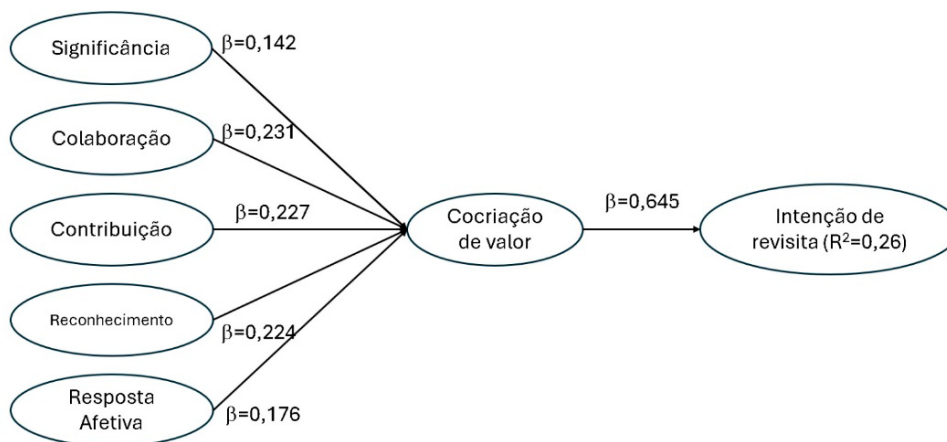 Significância
β=0,142
Colaboração
β=0,231
Contribuição
β=0,227
Cocriação
de valor
β=0,645
Intenção de
revisita (R²=0,26)
Reconhecimento
β=0,224
Resposta
Afetiva
β=0,176